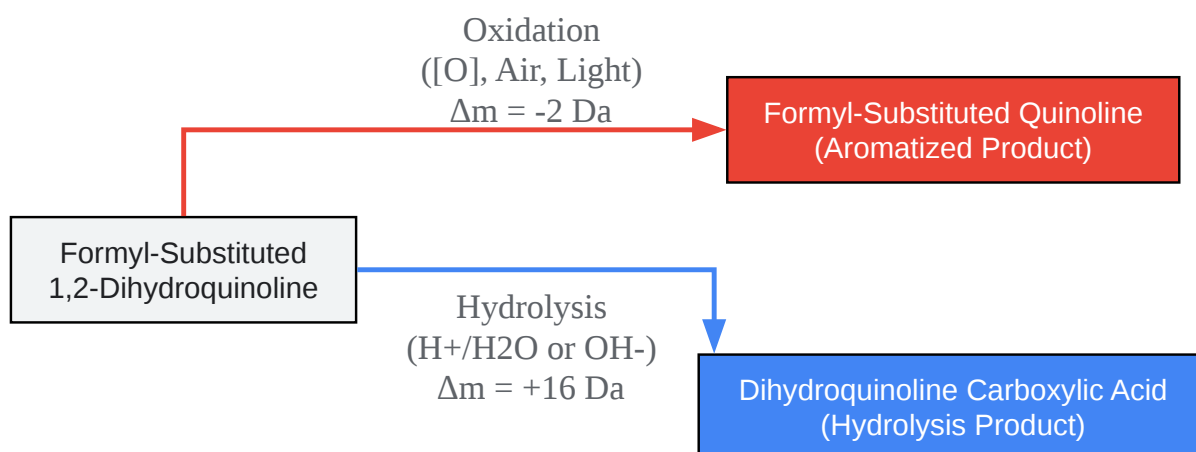 Oxidation
([O], Air, Light)
Δm = -2 Da
Formyl-Substituted Quinoline
(Aromatized Product)
Formyl-Substituted
1,2-Dihydroquinoline
Hydrolysis
(H+/H2O or OH-)
Δm = +16 Da
Dihydroquinoline Carboxylic Acid
(Hydrolysis Product)